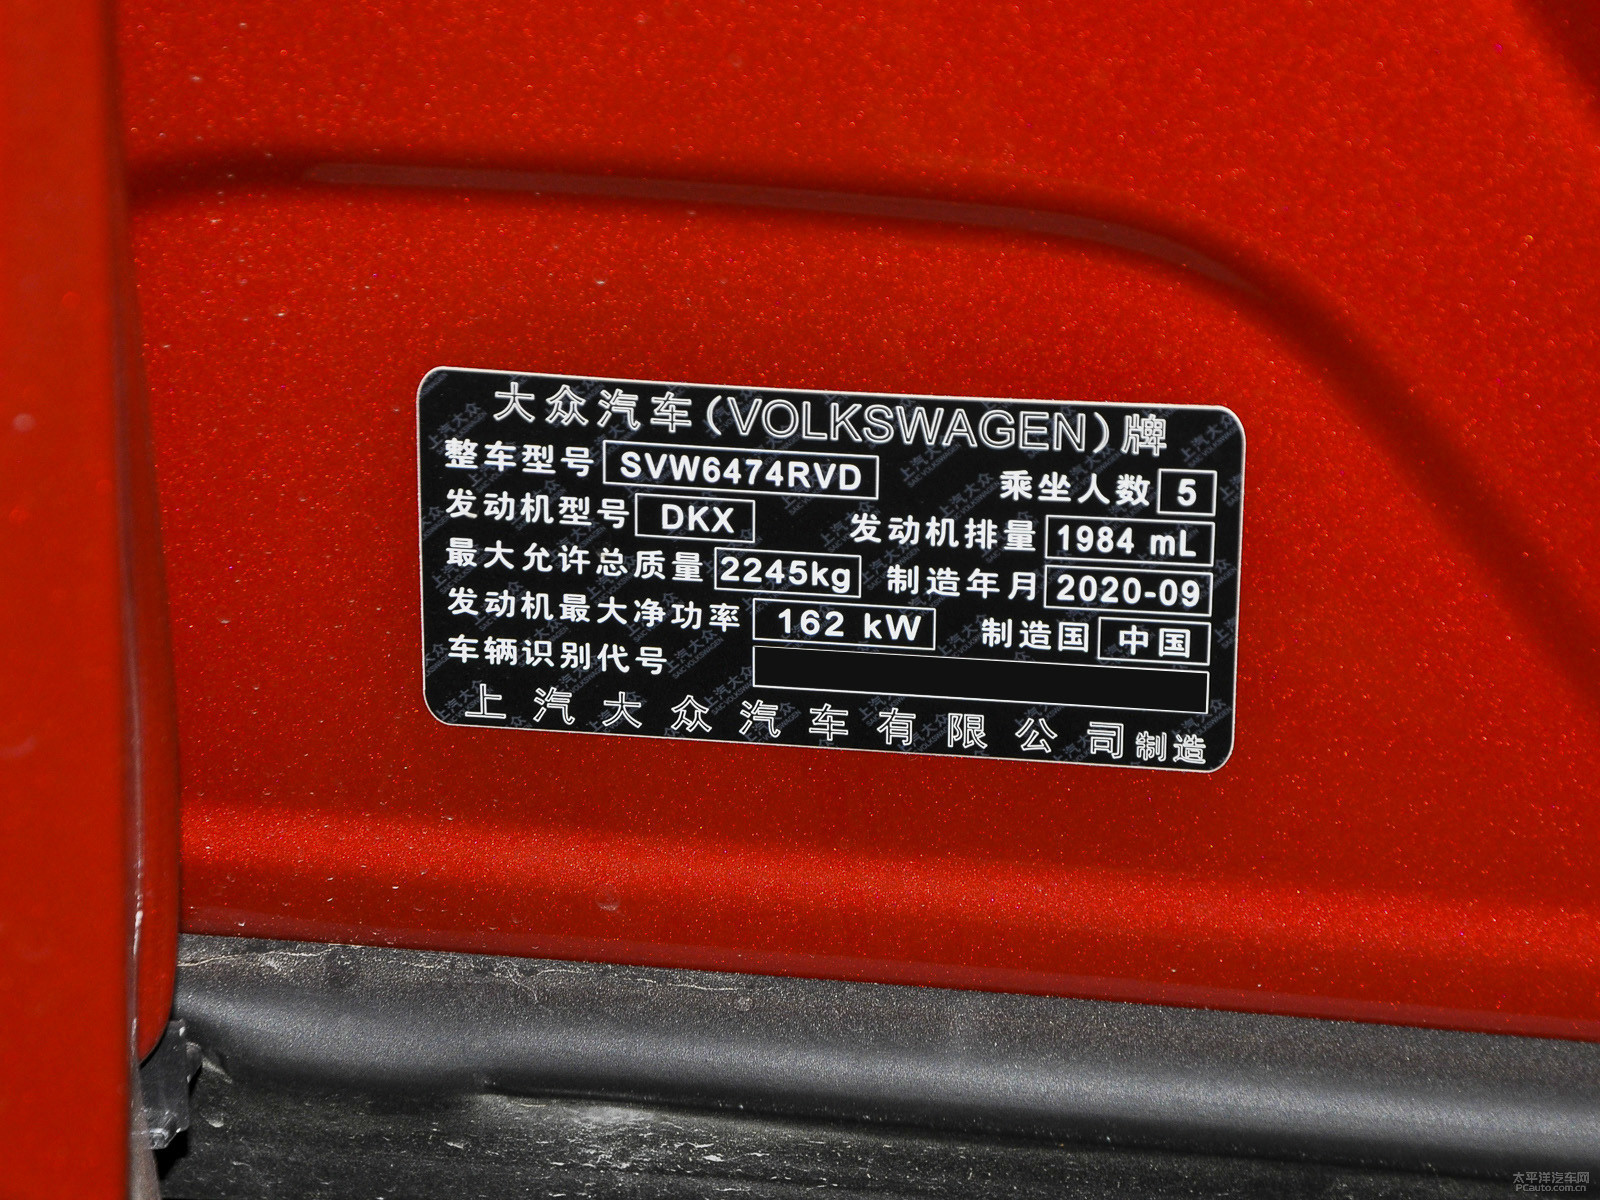 大众汽车(VOLKSWAGEN)牌
整车型号 SVW6474RVD 乘坐人数 5
发动机型号 DKX 发动机排量 1984 mL
最大允许总质量 2245kg 制造年月 2020-09
发动机最大净功率 162 kW 制造国 中国
车辆识别代号
上汽大众汽车有限公司制造
太平洋汽车网
PCauto.com.cn